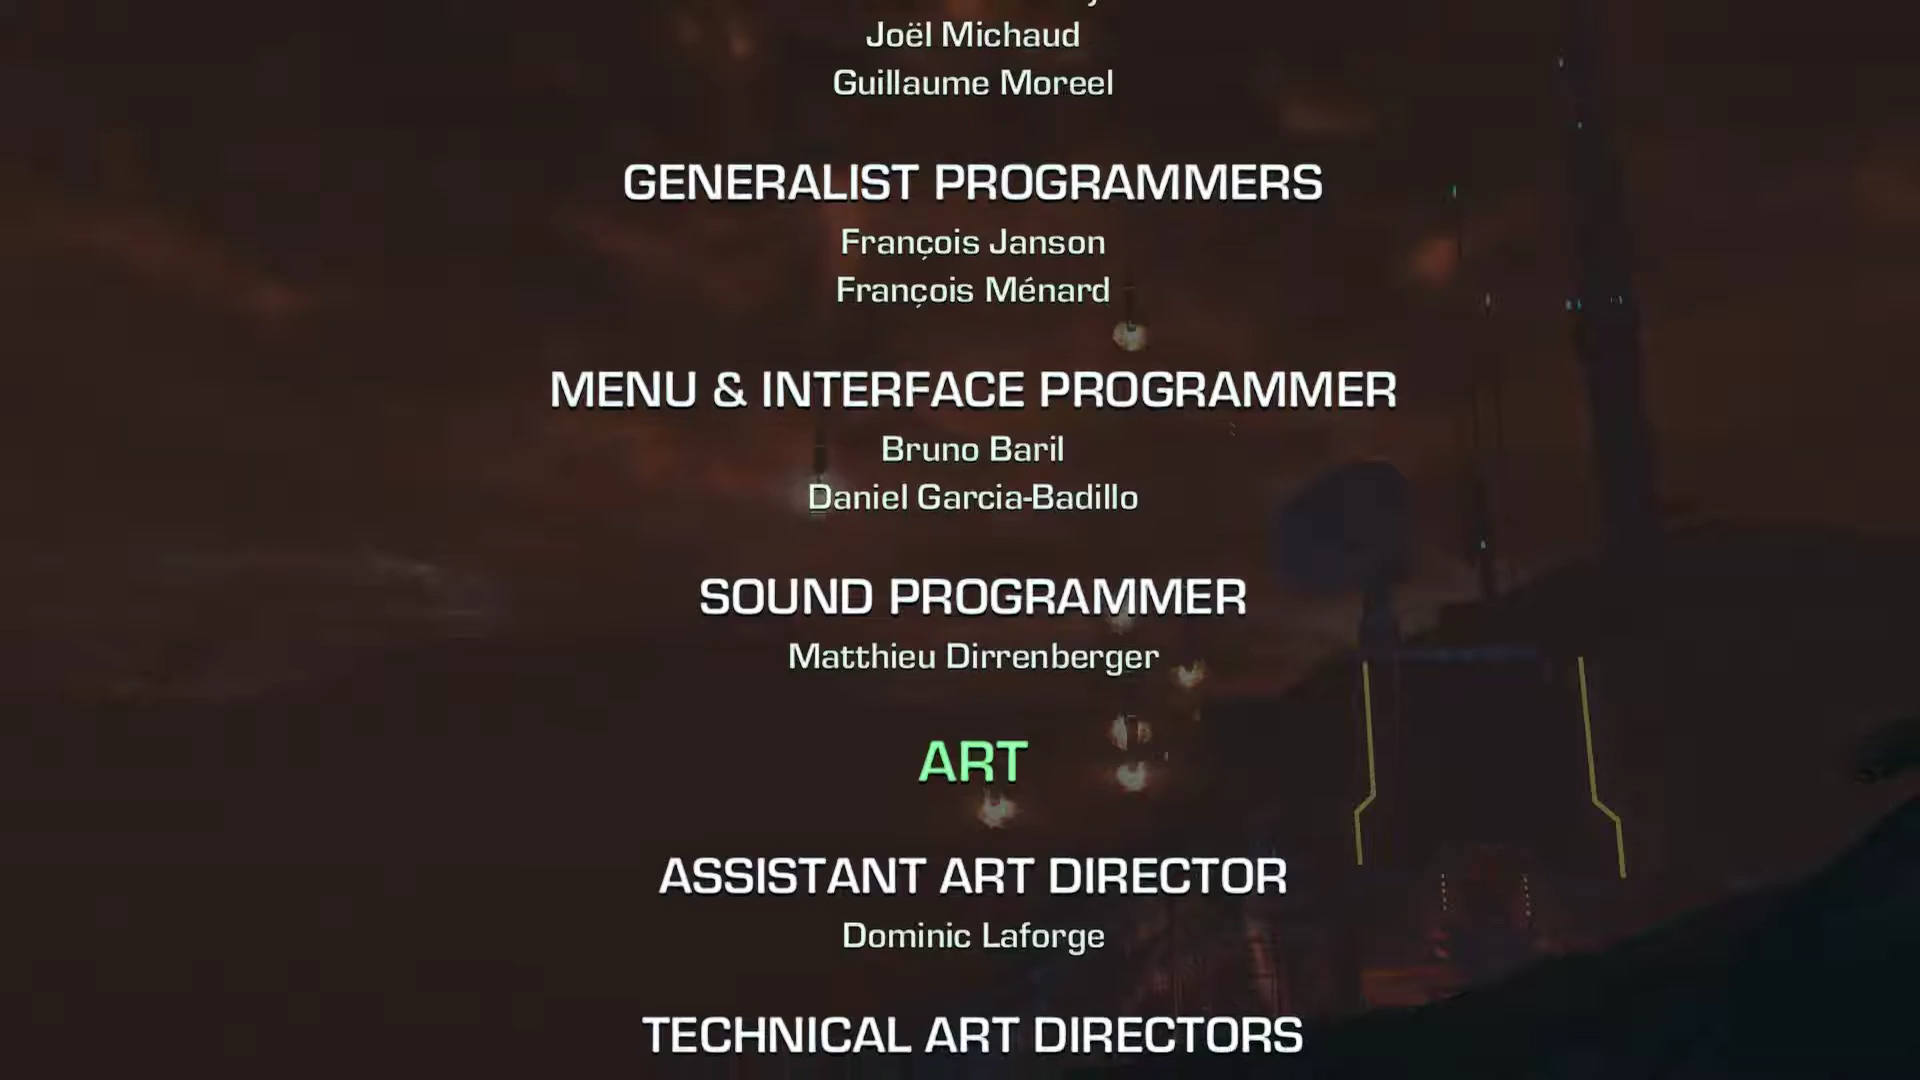 Joël Michaud
Guillaume Moreel
GENERALIST PROGRAMMERS
François Janson
François Ménard
MENU & INTERFACE PROGRAMMER
Bruno Baril
Daniel Garcia-Badillo
SOUND PROGRAMMER
Matthieu Dirrenberger
ART
ASSISTANT ART DIRECTOR
Dominic Laforge
TECHNICAL ART DIRECTORS